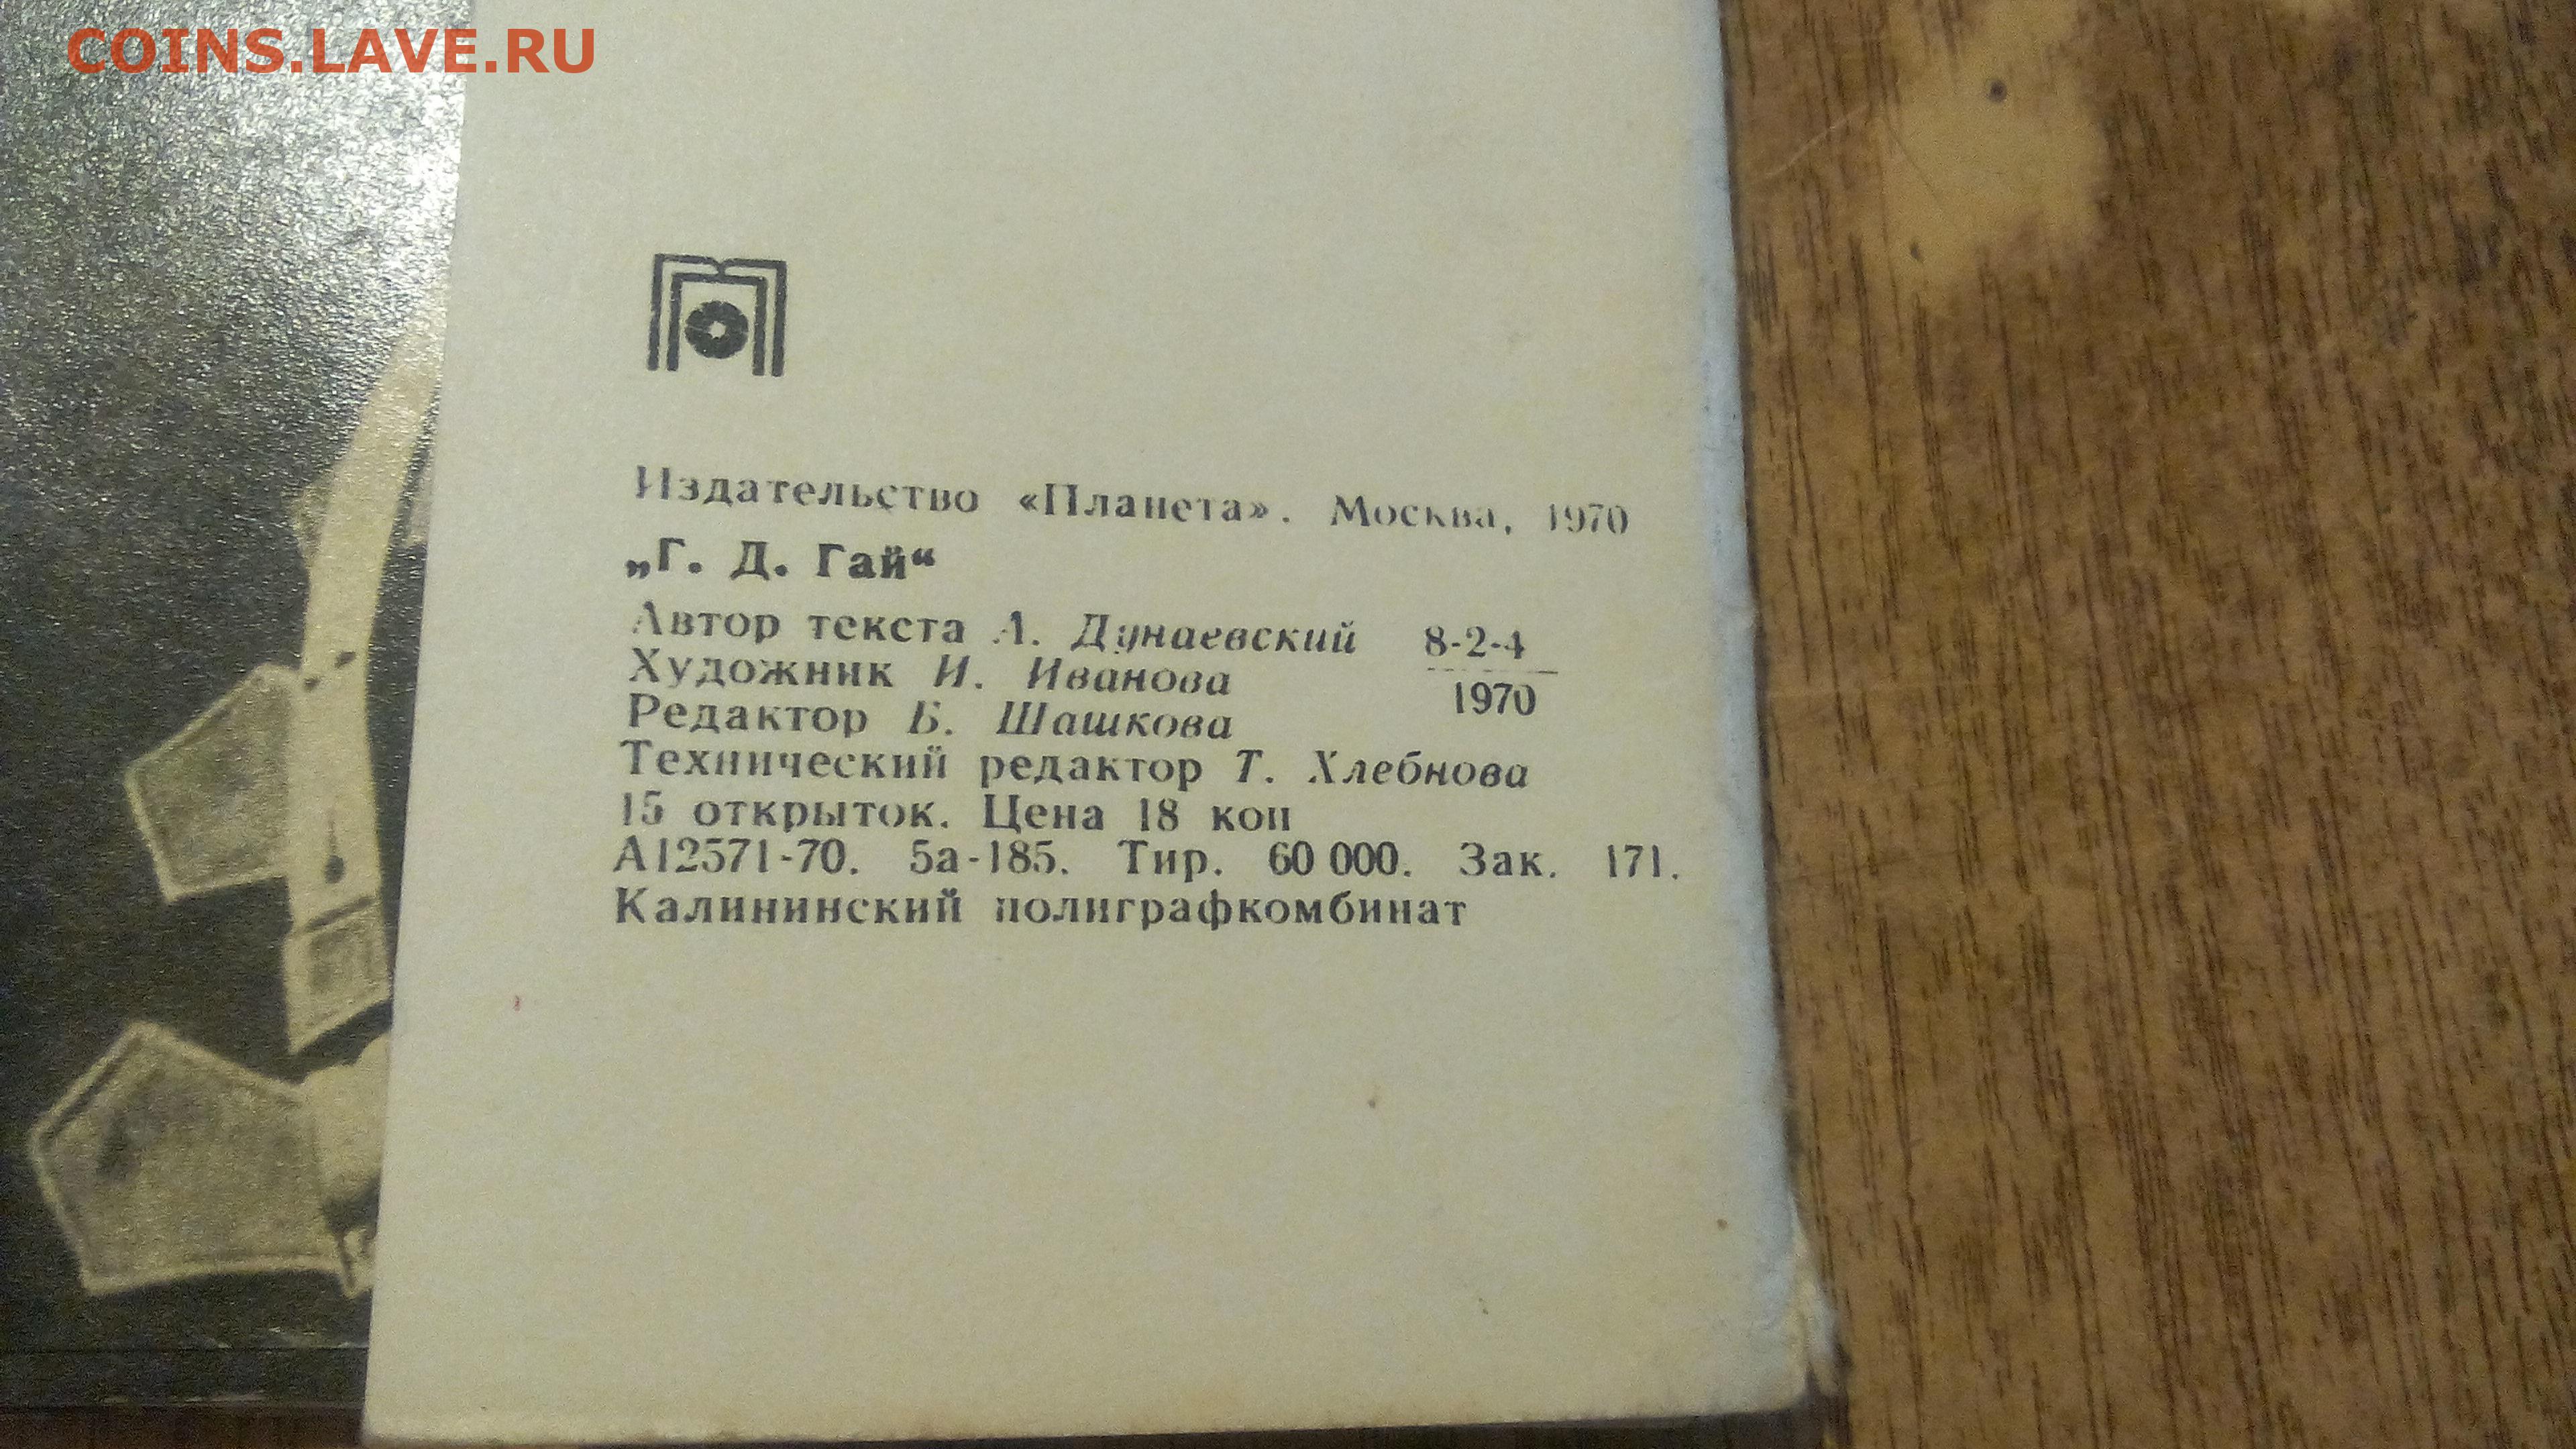 COINS.LAVE.RU
Издательство «Планета». Москва, 1970
„Г. Д. Гай“
Автор текста А. Дунаевский 8-2-4
Художник И. Иванова 1970
Редактор Б. Шашкова
Технический редактор Т. Хлебнова
15 открыток. Цена 18 коп
А12571-70. 5а-185. Тир. 60 000. Зак. 171.
Калининский полиграфкомбинат